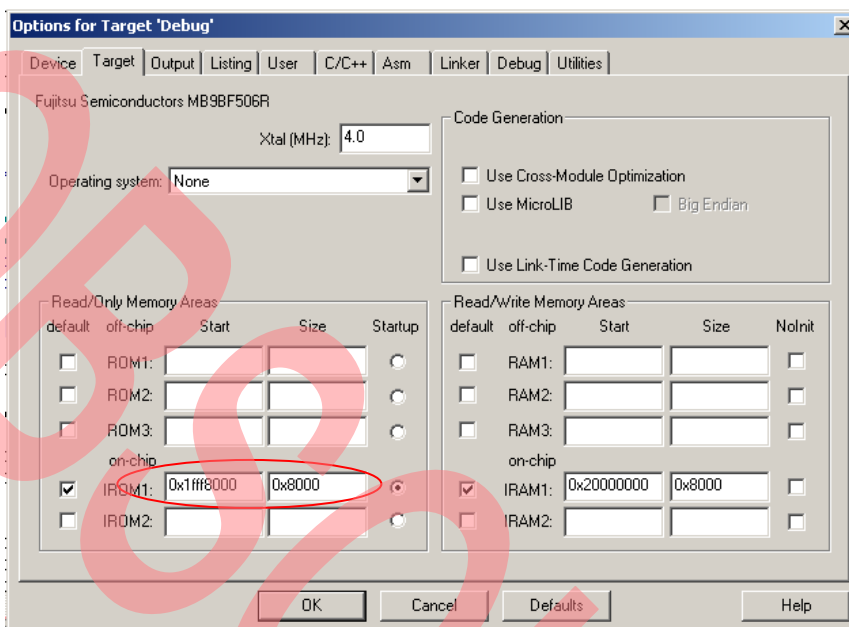 Options for Target 'Debug'
Device Target Output Listing User C/C++ Asm Linker Debug Utilities
Fujitsu Semiconductors MB9BF506R
Xtal (MHz): 4.0
Operating system: None
Code Generation
Use Cross-Module Optimization
Use MicroLIB Big Endian
Use Link-Time Code Generation
Read/Only Memory Areas
default off-chip Start Size Startup
ROM1:
ROM2:
ROM3:
on-chip
IROM1: 0x1fff8000 0x8000
IROM2:
Read/Write Memory Areas
default off-chip Start Size NoInit
RAM1:
RAM2:
RAM3:
on-chip
IRAM1: 0x20000000 0x8000
IRAM2:
OK Cancel Defaults Help